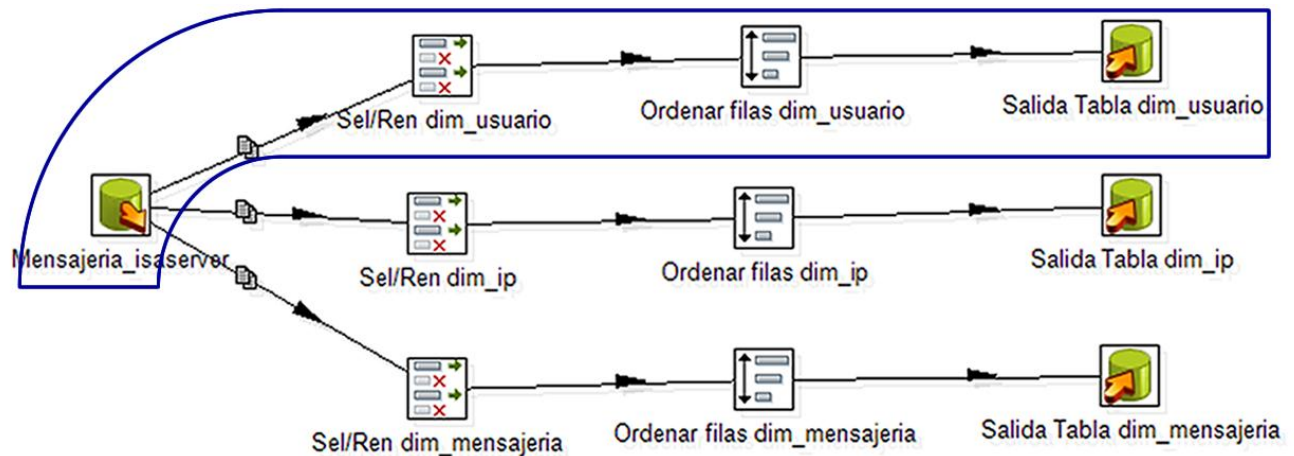 Sel/Ren dim_usuario
Ordenar filas dim_usuario
Salida Tabla dim_usuario
Mensajeria_isaserver
Sel/Ren dim_ip
Ordenar filas dim_ip
Salida Tabla dim_ip
Sel/Ren dim_mensajeria
Ordenar filas dim_mensajeria
Salida Tabla dim_mensajeria